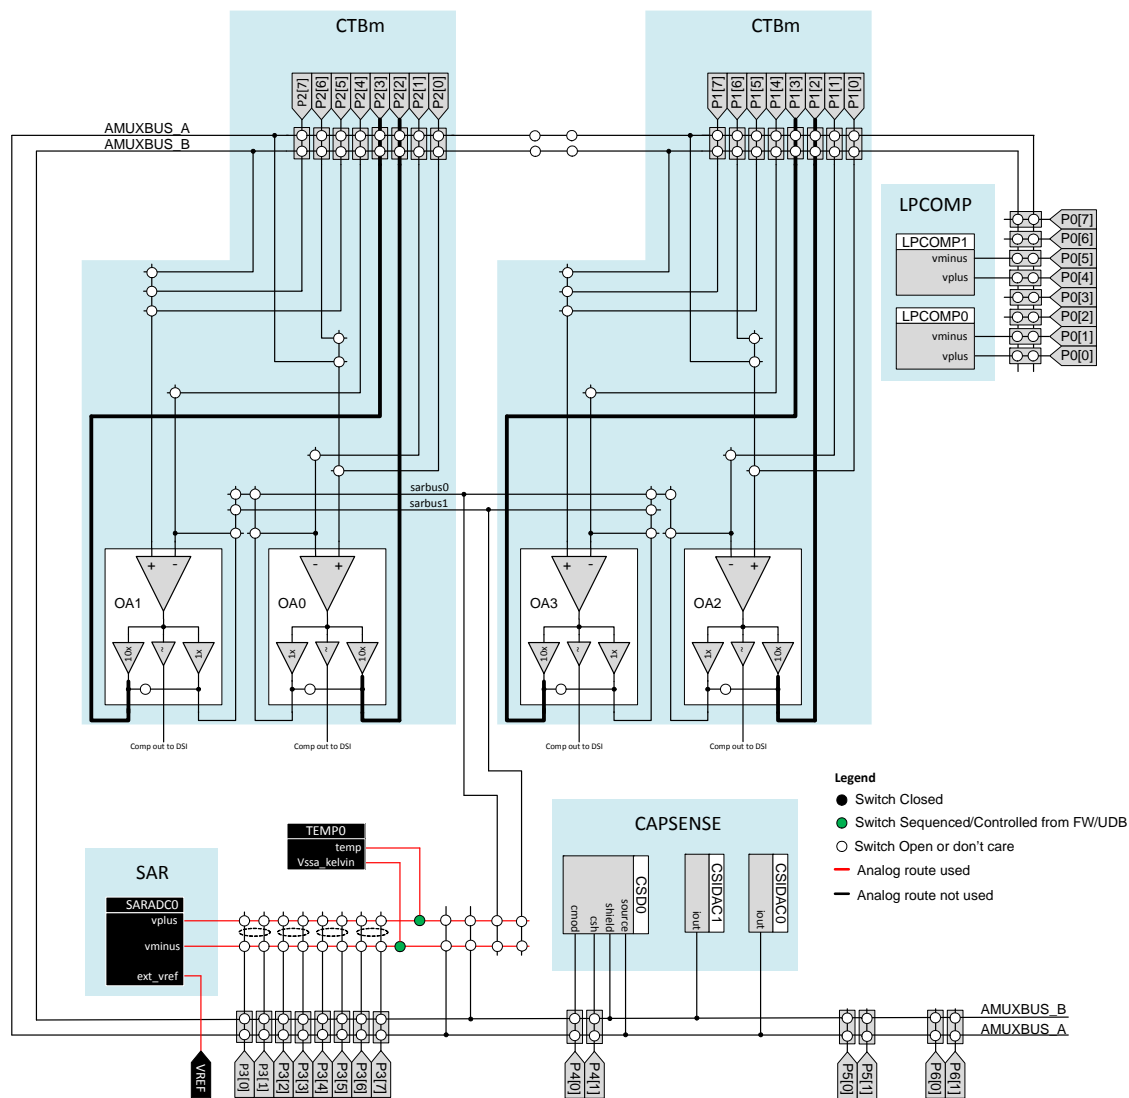 CTBm
CTBm
P2[7]
P2[6]
P2[5]
P2[4]
P2[3]
P2[2]
P2[1]
P2[0]
P1[7]
P1[6]
P1[5]
P1[4]
P1[3]
P1[2]
P1[1]
P1[0]
AMUXBUS_A
AMUXBUS_B
LPCOMP
LPCOMP1
vminus
vplus
LPCOMP0
vminus
vplus
P0[7]
P0[6]
P0[5]
P0[4]
P0[3]
P0[2]
P0[1]
P0[0]
sarbus0
sarbus1
+ -
OA1
10x
~
1x
- +
OA0
1x
~
10x
+ -
OA3
10x
~
1x
- +
OA2
1x
~
10x
Comp out to DSI
Comp out to DSI
Comp out to DSI
Comp out to DSI
Legend
Switch Closed
Switch Sequenced/Controlled from FW/UDB
Switch Open or don't care
Analog route used
Analog route not used
TEMP0
temp
Vssa_kelvin
SAR
SARADC0
vplus
vminus
ext_vref
VREF
CAPSENSE
CSD0
cmod
csh
shield
source
CSIDAC1
iout
CSIDAC0
iout
AMUXBUS_B
AMUXBUS_A
P3[0]
P3[1]
P3[2]
P3[3]
P3[4]
P3[5]
P3[6]
P3[7]
P4[0]
P4[1]
P5[0]
P5[1]
P6[0]
P6[1]